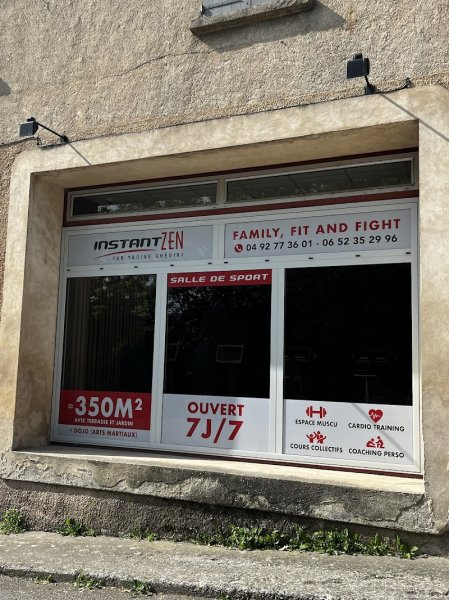 INSTANTZEN
PAR YACINE GHEDIRI
FAMILY, FIT AND FIGHT
04 92 77 36 01 - 06 52 35 29 96
SALLE DE SPORT
≈350M²
AVEC TERRASSE ET JARDIN
+ DOJO (ARTS MARTIAUX)
OUVERT
7J/7
ESPACE MUSCU
CARDIO TRAINING
COURS COLLECTIFS
COACHING PERSO